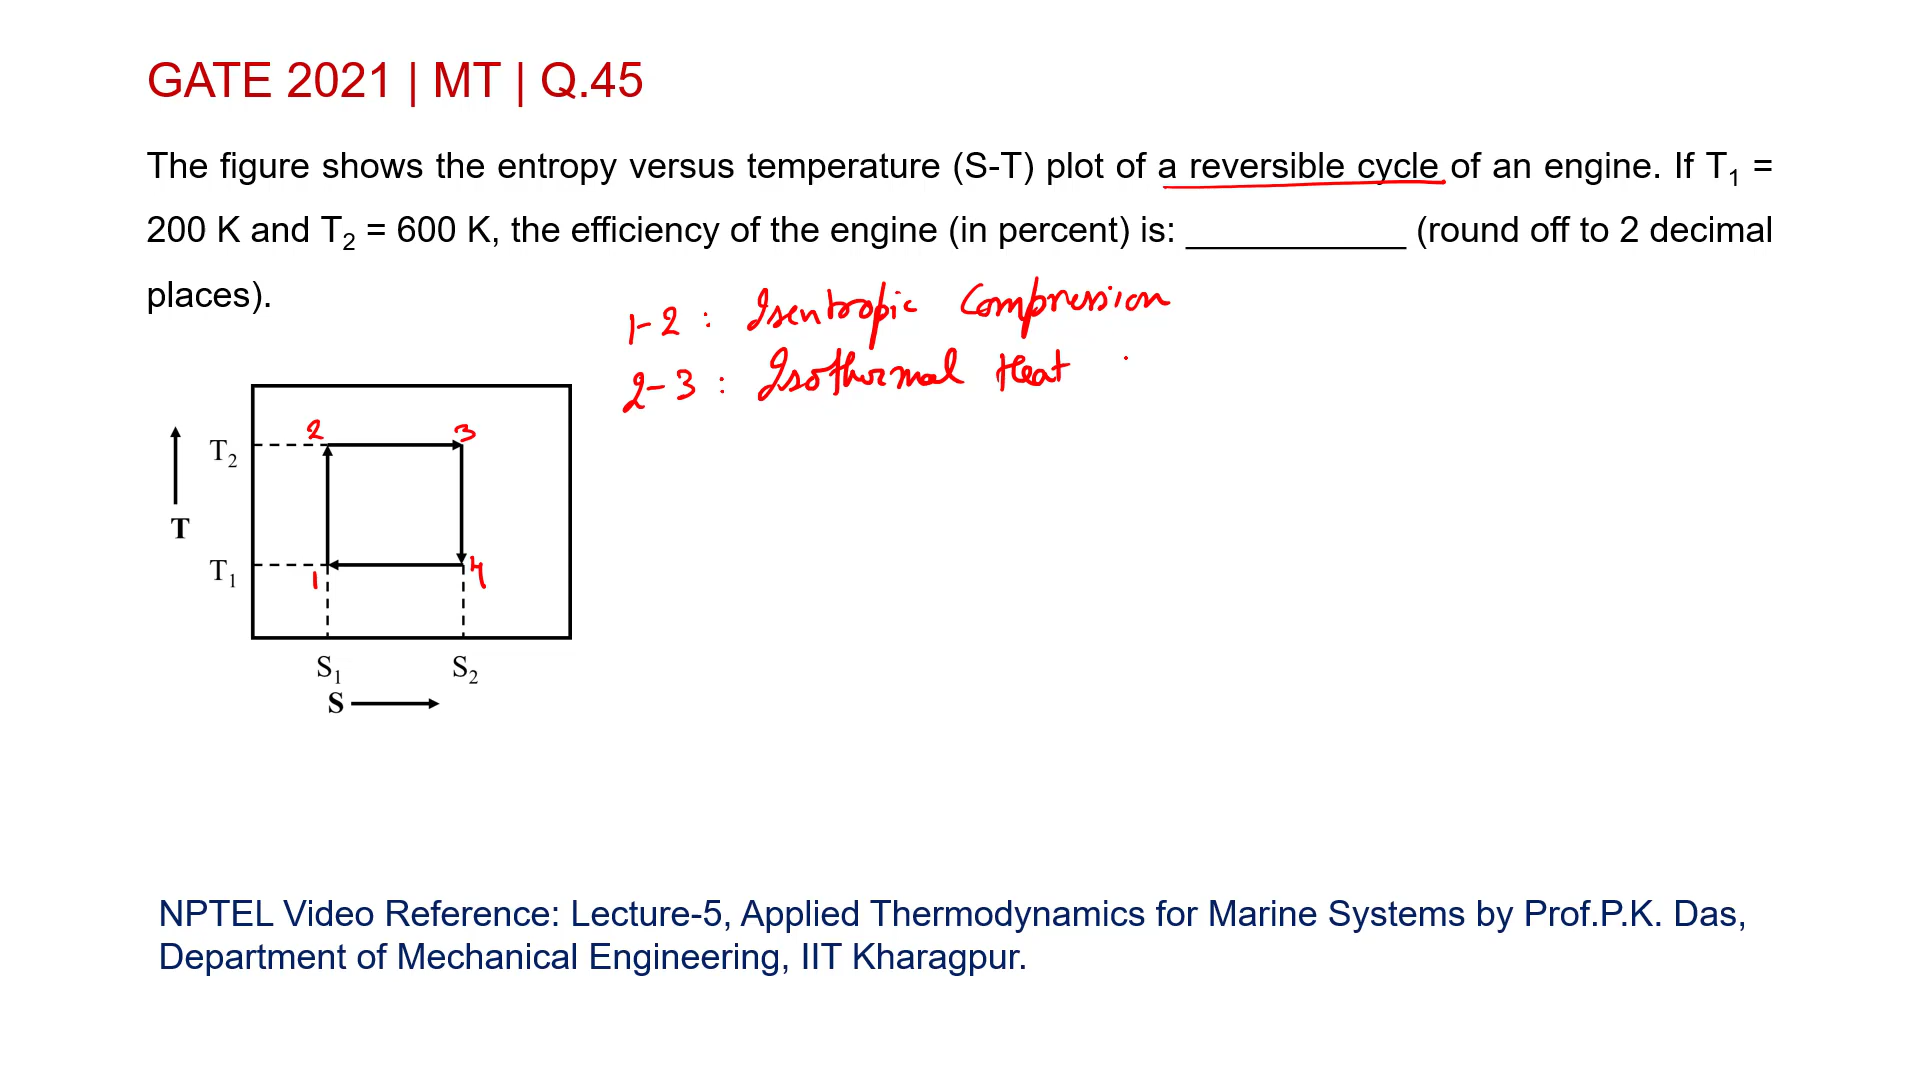 GATE 2021 | MT | Q.45
The figure shows the entropy versus temperature (S-T) plot of a reversible cycle of an engine. If T₁ =
200 K and T₂ = 600 K, the efficiency of the engine (in percent) is: ___________ (round off to 2 decimal
places).
1-2 : Isentropic Compression
2-3 : Isothermal Heat
2 3
T₂
T
T₁
1 4
S₁ S₂
S
NPTEL Video Reference: Lecture-5, Applied Thermodynamics for Marine Systems by Prof.P.K. Das,
Department of Mechanical Engineering, IIT Kharagpur.